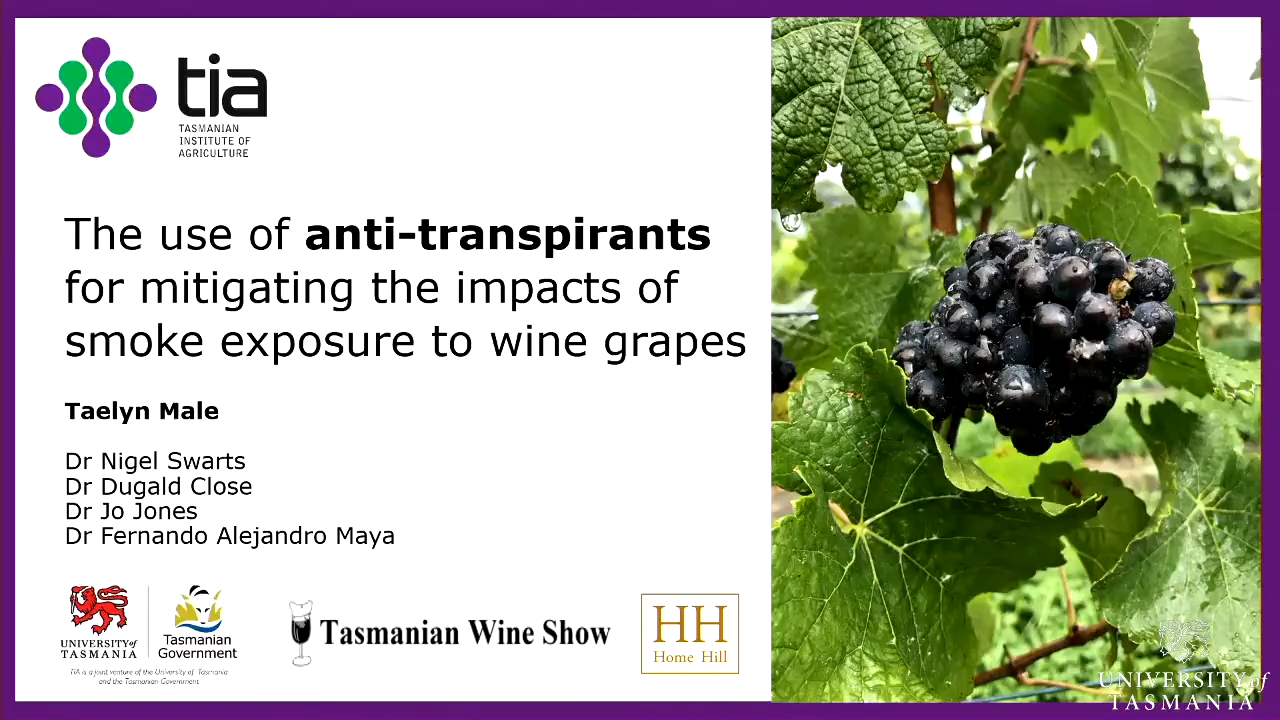 tia
TASMANIAN
INSTITUTE OF
AGRICULTURE
The use of anti-transpirants
for mitigating the impacts of
smoke exposure to wine grapes
Taelyn Male
Dr Nigel Swarts
Dr Dugald Close
Dr Jo Jones
Dr Fernando Alejandro Maya
UNIVERSITY of
TASMANIA
Tasmanian
Government
TIA is a joint venture of the University of Tasmania
and the Tasmanian Government
Tasmanian Wine Show
HH
Home Hill
UNIVERSITY of
TASMANIA